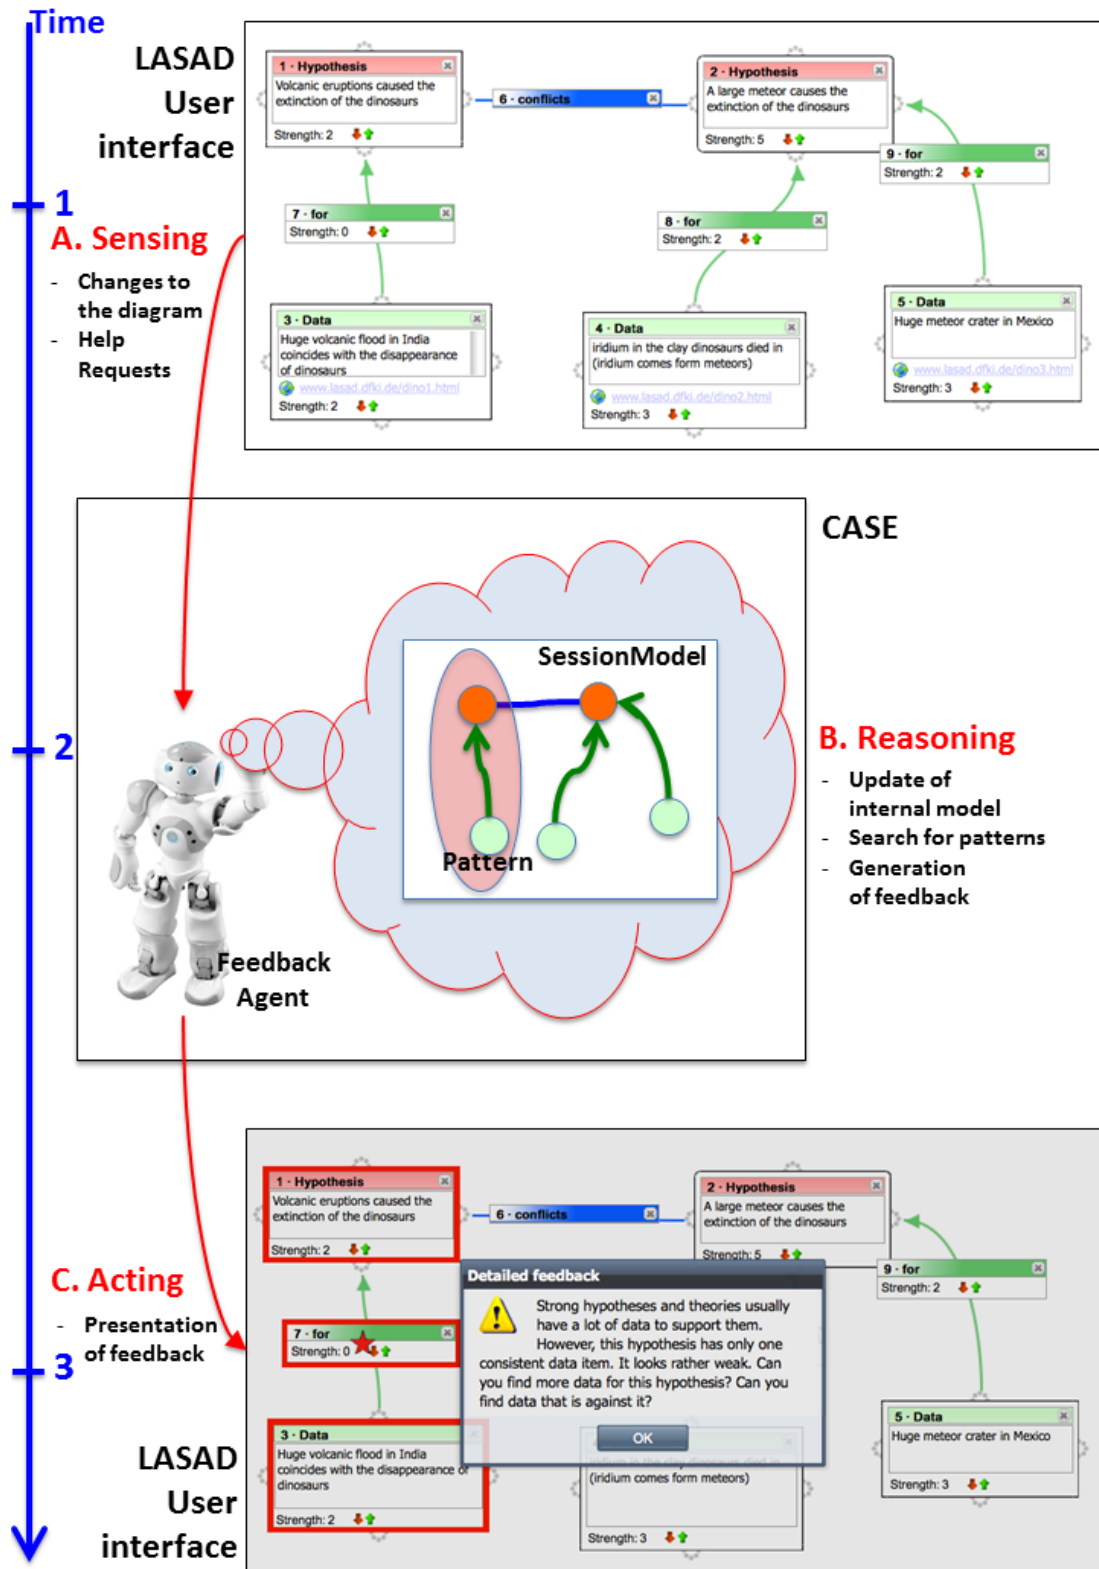 Time
LASAD
User
interface
1 - Hypothesis
Volcanic eruptions caused the
extinction of the dinosaurs
Strength: 2
6 - conflicts
2 - Hypothesis
A large meteor causes the
extinction of the dinosaurs
Strength: 5
9 - for
Strength: 2
1
7 - for
Strength: 0
8 - for
Strength: 2
A. Sensing
- Changes to
the diagram
- Help
Requests
3 - Data
Huge volcanic flood in India
coincides with the disappearance
of dinosaurs
www.lasad.dfki.de/dino1.html
Strength: 2
4 - Data
iridium in the clay dinosaurs died in
(iridium comes form meteors)
www.lasad.dfki.de/dino2.html
Strength: 3
5 - Data
Huge meteor crater in Mexico
www.lasad.dfki.de/dino3.html
Strength: 3
CASE
SessionModel
Pattern
2
B. Reasoning
- Update of
internal model
- Search for patterns
- Generation
of feedback
Feedback
Agent
1 - Hypothesis
Volcanic eruptions caused the
extinction of the dinosaurs
Strength: 2
6 - conflicts
2 - Hypothesis
A large meteor causes the
extinction of the dinosaurs
Strength: 5
9 - for
Strength: 2
C. Acting
- Presentation
of feedback
3
7 - for
Strength: 0
Detailed feedback
Strong hypotheses and theories usually
have a lot of data to support them.
However, this hypothesis has only one
consistent data item. It looks rather weak. Can
you find more data for this hypothesis? Can you
find data that is against it?
OK
3 - Data
Huge volcanic flood in India
coincides with the disappearance of
dinosaurs
Strength: 2
iridium in the clay dinosaurs died in
(iridium comes form meteors)
Strength: 3
5 - Data
Huge meteor crater in Mexico
Strength: 3
LASAD
User
interface